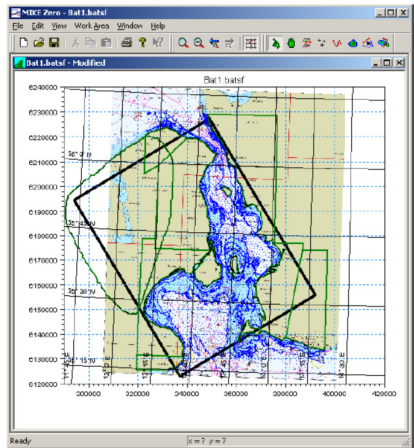 MIKE Zero - Bat1.batsf
File Edit View Work Area Window Help
Bat1.batsf - Modified
Bat1.batsf
6240000
6230000
6220000
6210000
6200000
6190000
6180000
6170000
6160000
6150000
6140000
6130000
6120000
300000 320000 340000 360000 380000 400000 420000
Ready
x = ? y = ?